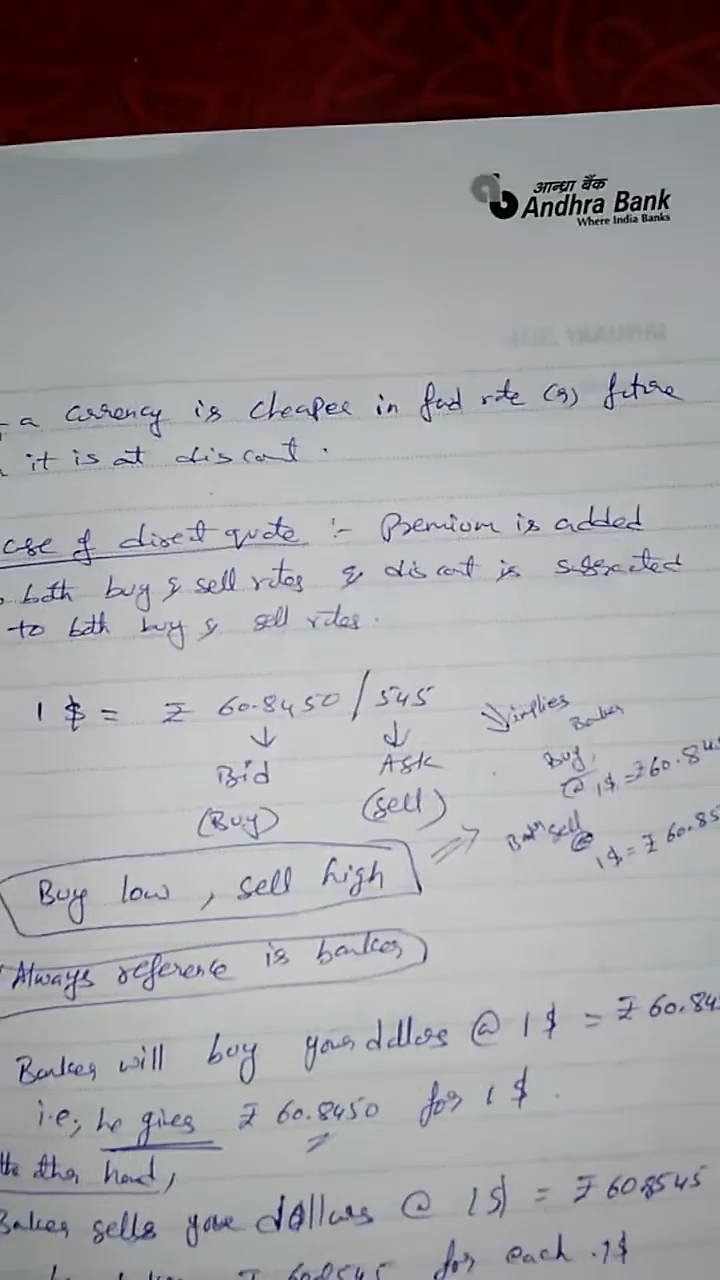 आन्ध्रा बैंक
Andhra Bank
Where India Banks
a currency is cheaper in fwd rate (or) future
it is at discount.
case of direct quote :- Premium is added
both buy & sell rates & discount is subtracted
to both buy & sell rates.
1 $ = ₹ 60.8450 / 545
↓ ↓
Bid Ask
(Buy) (Sell)
implies
Banker
Buy
@ 1$ = ₹60.845
Buy low, sell high
⇒ sell @
1$ = ₹ 60.85
Always reference is banker
Banker will buy your dollars @ 1 $ = ₹ 60.84
i.e., he gives ₹ 60.8450 for 1 $.
other hand,
Banker sells your dollars @ 1$ = ₹ 60.8545
₹ 60.8545 for each 1$